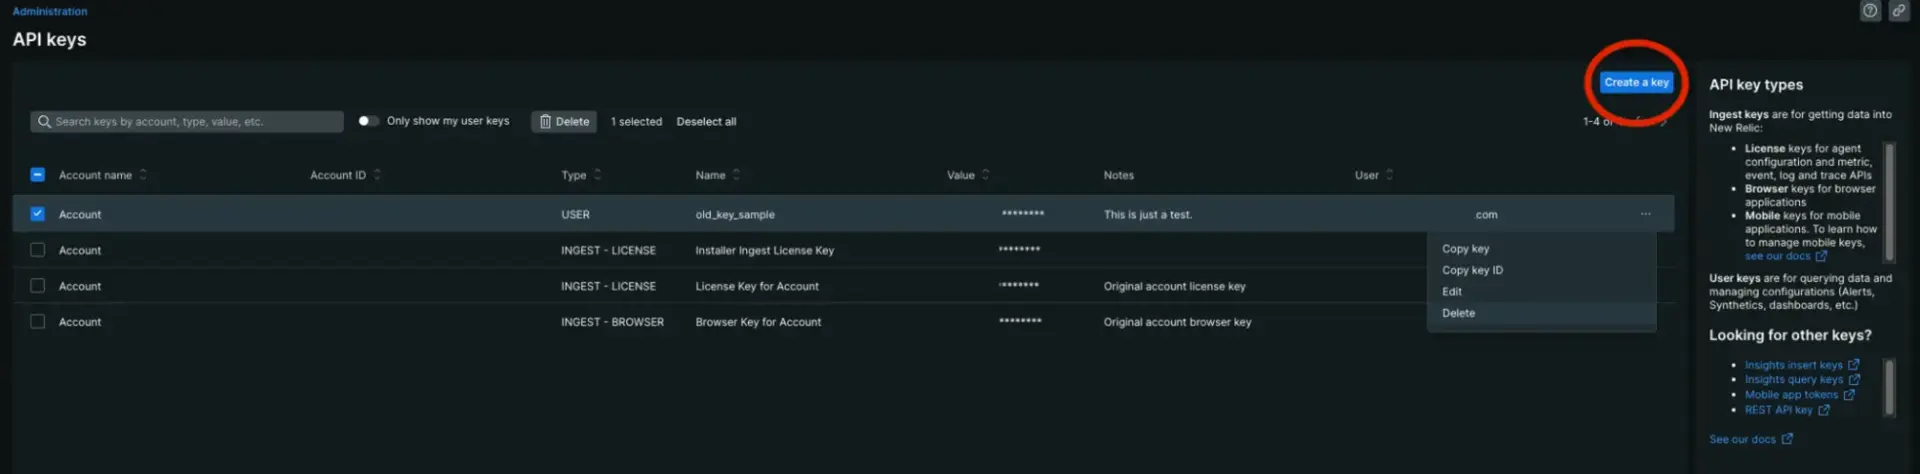 Administration
API keys
Create a key
Search keys by account, type, value, etc.
Only show my user keys
Delete
1 selected
Deselect all
1-4 of
Account name
Account ID
Type
Name
Value
Notes
User
Account USER old_key_sample ******** This is just a test. .com ...
Account INGEST - LICENSE Installer Ingest License Key ********
Account INGEST - LICENSE License Key for Account ******* Original account license key
Account INGEST - BROWSER Browser Key for Account ******** Original account browser key
Copy key
Copy key ID
Edit
Delete
API key types
Ingest keys are for getting data into
New Relic:
• License keys for agent
configuration and metric,
event, log and trace APIs
• Browser keys for browser
applications
• Mobile keys for mobile
applications. To learn how
to manage mobile keys,
see our docs
User keys are for querying data and
managing configurations (Alerts,
Synthetics, dashboards, etc.)
Looking for other keys?
• Insights insert keys
• Insights query keys
• Mobile app tokens
• REST API key
See our docs